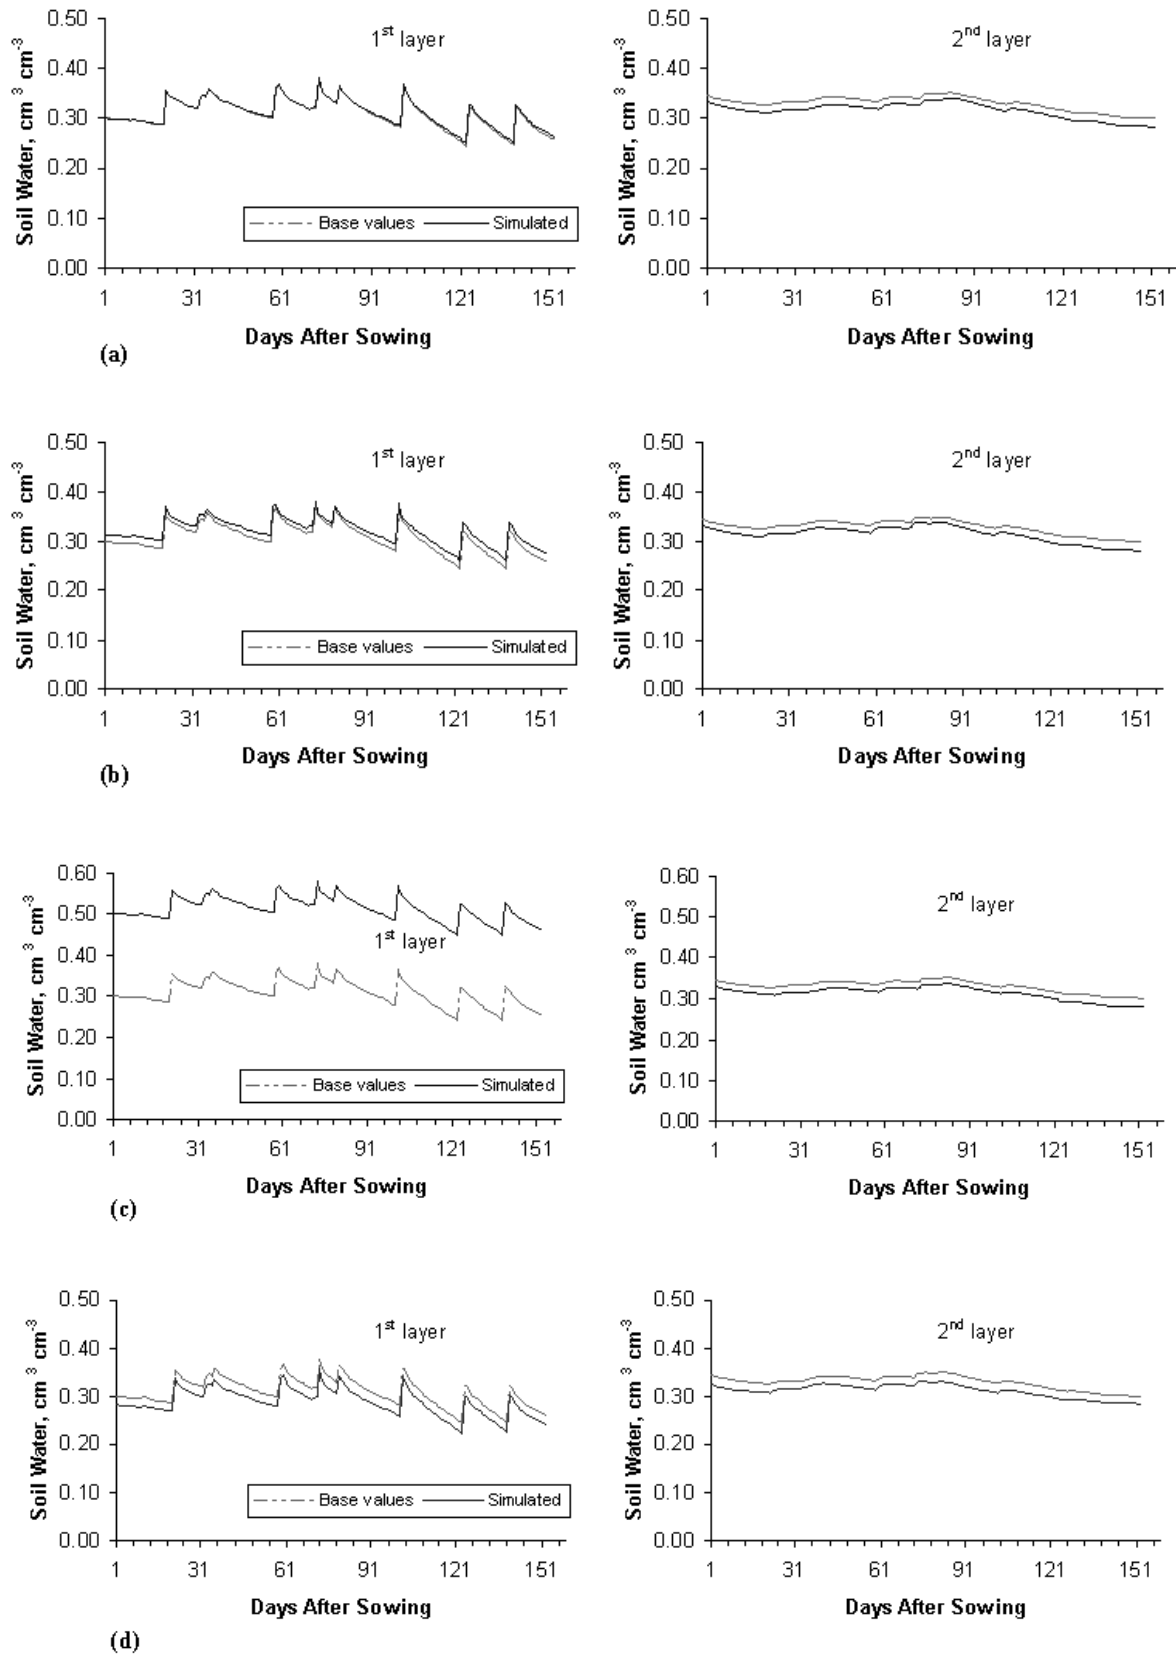 1st layer
2nd layer
Soil Water, cm 3 cm-3
0.50
0.40
0.30
0.20
0.10
0.00
Base values
Simulated
1 31 61 91 121 151
Days After Sowing
(a)
Soil Water, cm 3 cm-3
0.50
0.40
0.30
0.20
0.10
0.00
1 31 61 91 121 151
Days After Sowing
1st layer
2nd layer
Soil Water, cm 3 cm-3
0.50
0.40
0.30
0.20
0.10
0.00
Base values
Simulated
1 31 61 91 121 151
Days After Sowing
(b)
Soil Water, cm 3 cm-3
0.50
0.40
0.30
0.20
0.10
0.00
1 31 61 91 121 151
Days After Sowing
1st layer
2nd layer
Soil Water, cm 3 cm-3
0.60
0.50
0.40
0.30
0.20
0.10
0.00
Base values
Simulated
1 31 61 91 121 151
Days After Sowing
(c)
Soil Water cm 3 cm-3
0.60
0.50
0.40
0.30
0.20
0.10
0.00
1 31 61 91 121 151
Days After Sowing
1st layer
2nd layer
Soil Water, cm 3 cm-3
0.50
0.40
0.30
0.20
0.10
0.00
Base values
Simulated
1 31 61 91 121 151
Days After Sowing
(d)
Soil Water, cm 3 cm-3
0.50
0.40
0.30
0.20
0.10
0.00
1 31 61 91 121 151
Days After Sowing